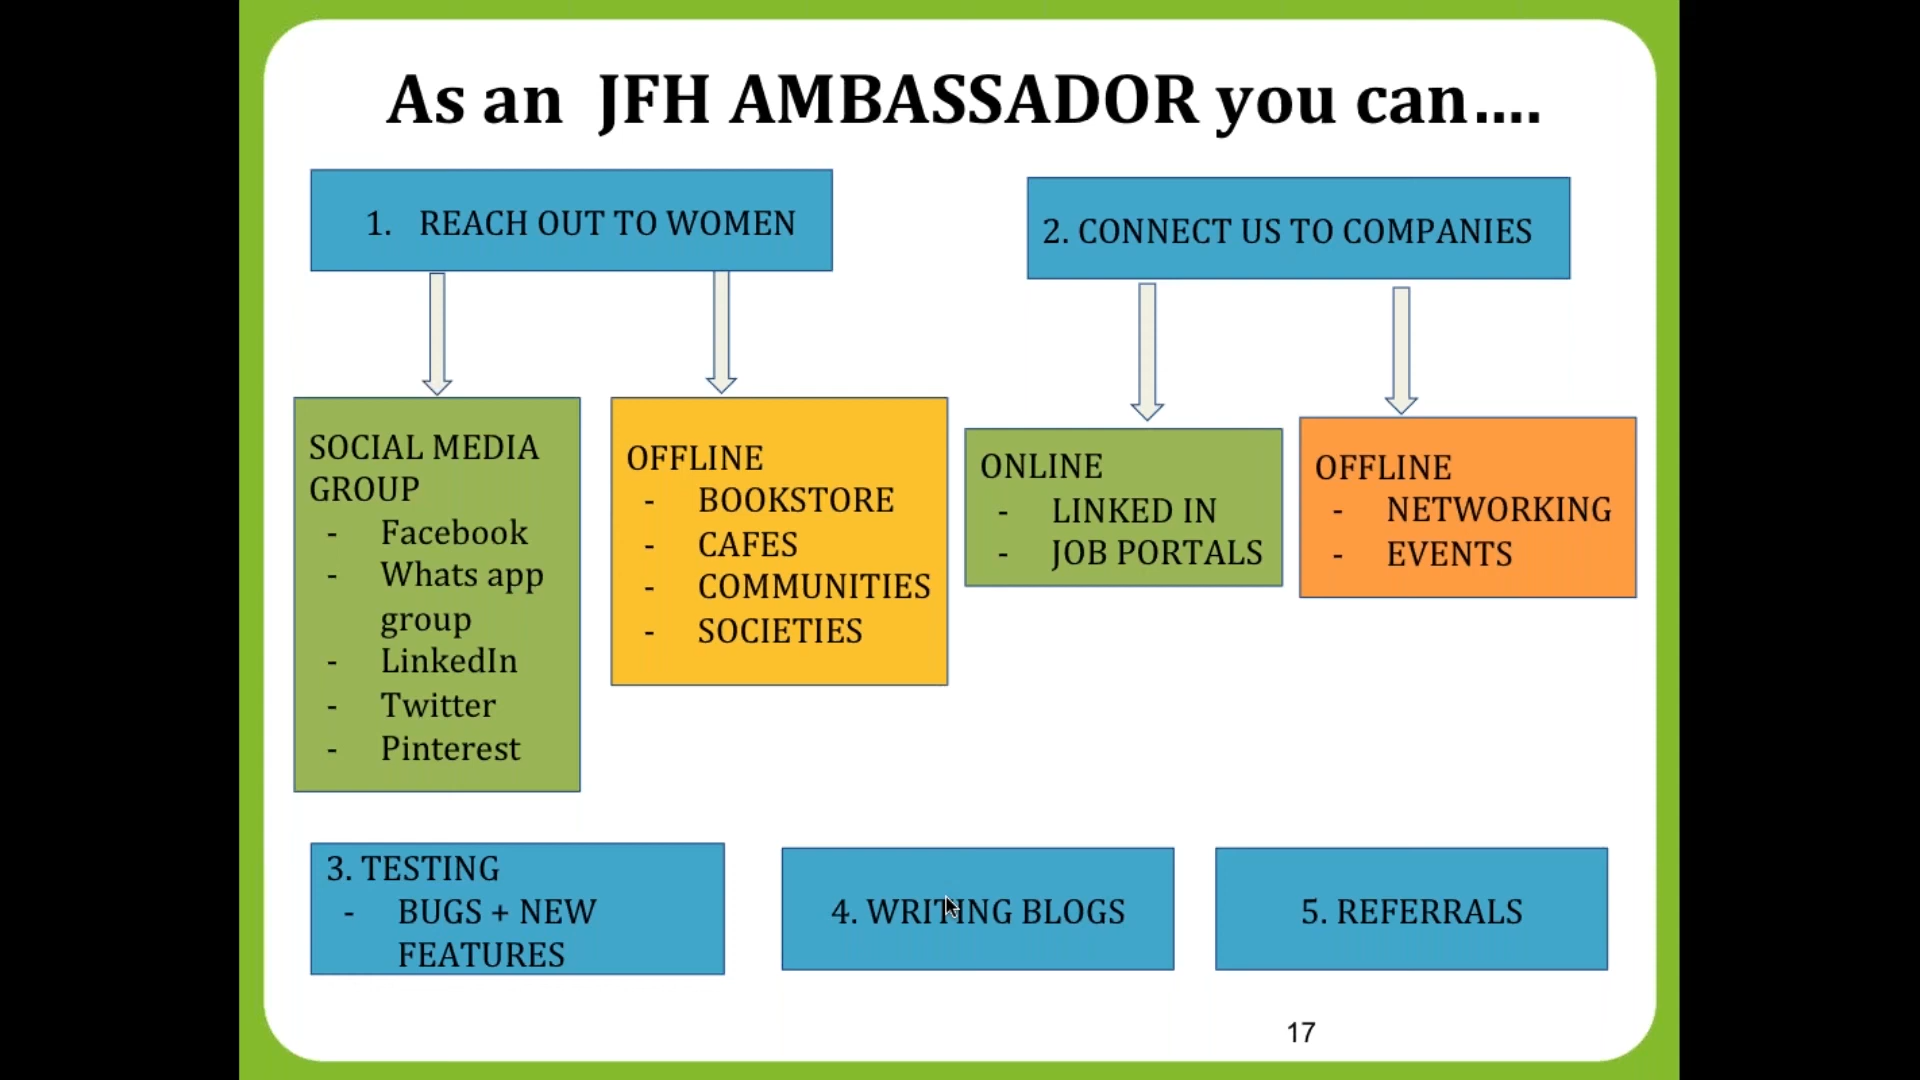 As an JFH AMBASSADOR you can....
1. REACH OUT TO WOMEN
2. CONNECT US TO COMPANIES
SOCIAL MEDIA
GROUP
- Facebook
- Whats app
group
- LinkedIn
- Twitter
- Pinterest
OFFLINE
- BOOKSTORE
- CAFES
- COMMUNITIES
- SOCIETIES
ONLINE
- LINKED IN
- JOB PORTALS
OFFLINE
- NETWORKING
- EVENTS
3. TESTING
- BUGS + NEW
FEATURES
4. WRITING BLOGS
5. REFERRALS
17